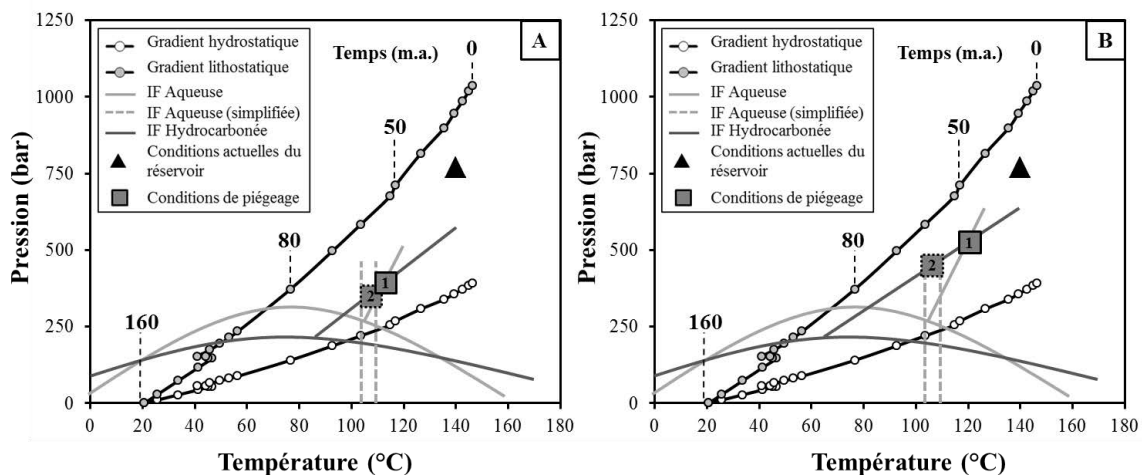 1250
1000
750
500
250
0
Pression (bar)
Gradient hydrostatique
Gradient lithostatique
IF Aqueuse
IF Aqueuse (simplifiée)
IF Hydrocarbonée
Conditions actuelles du
réservoir
Conditions de piégeage
Temps (m.a.)
0
A
50
80
160
1
2
0 20 40 60 80 100 120 140 160 180
Température (°C)
1250
1000
750
500
250
0
Pression (bar)
Gradient hydrostatique
Gradient lithostatique
IF Aqueuse
IF Aqueuse (simplifiée)
IF Hydrocarbonée
Conditions actuelles du
réservoir
Conditions de piégeage
Temps (m.a.)
0
B
50
80
160
1
2
0 20 40 60 80 100 120 140 160 180
Température (°C)